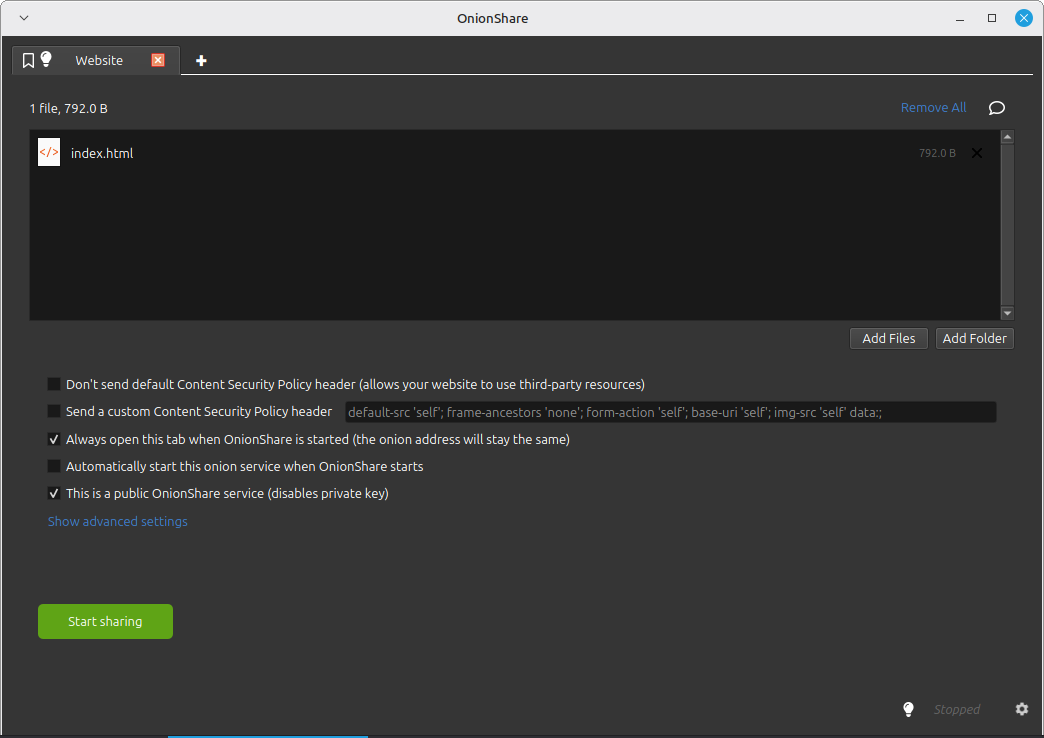 OnionShare
Website
1 file, 792.0 B
Remove All
</> index.html
792.0 B
Add Files
Add Folder
Don't send default Content Security Policy header (allows your website to use third-party resources)
Send a custom Content Security Policy header
default-src 'self'; frame-ancestors 'none'; form-action 'self'; base-uri 'self'; img-src 'self' data:;
Always open this tab when OnionShare is started (the onion address will stay the same)
Automatically start this onion service when OnionShare starts
This is a public OnionShare service (disables private key)
Show advanced settings
Start sharing
Stopped